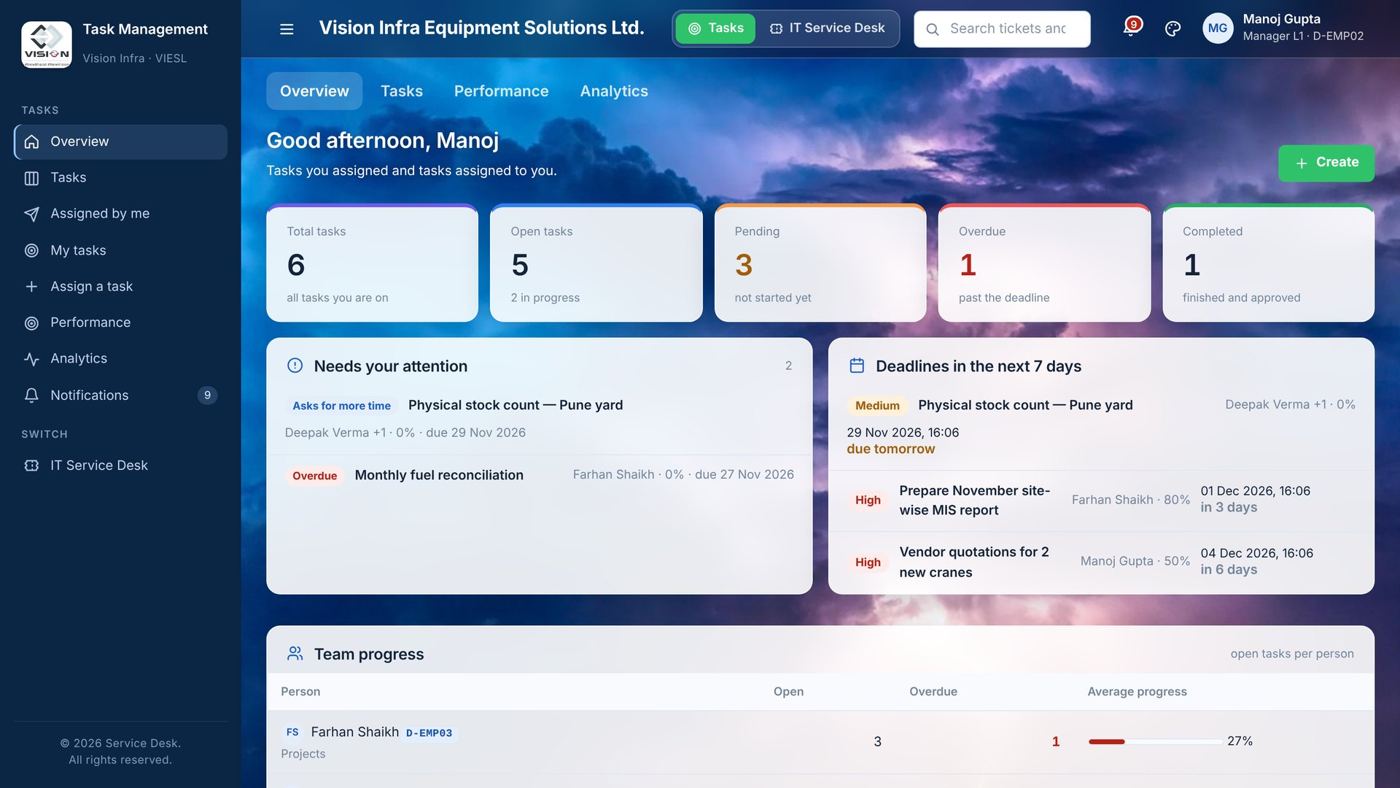 VISION
Task Management
Vision Infra · VIESL
TASKS
Overview
Tasks
Assigned by me
My tasks
Assign a task
Performance
Analytics
Notifications 9
SWITCH
IT Service Desk
© 2026 Service Desk.
All rights reserved.
Vision Infra Equipment Solutions Ltd.
Tasks
IT Service Desk
Search tickets anc
9
MG
Manoj Gupta
Manager L1 · D-EMP02
Overview Tasks Performance Analytics
Good afternoon, Manoj
Tasks you assigned and tasks assigned to you.
+ Create
Total tasks
6
all tasks you are on
Open tasks
5
2 in progress
Pending
3
not started yet
Overdue
1
past the deadline
Completed
1
finished and approved
Needs your attention 2
Asks for more time Physical stock count — Pune yard
Deepak Verma +1 · 0% · due 29 Nov 2026
Overdue Monthly fuel reconciliation Farhan Shaikh · 0% · due 27 Nov 2026
Deadlines in the next 7 days
Medium Physical stock count — Pune yard Deepak Verma +1 · 0%
29 Nov 2026, 16:06
due tomorrow
High Prepare November site-
wise MIS report
Farhan Shaikh · 80%
01 Dec 2026, 16:06
in 3 days
High Vendor quotations for 2
new cranes
Manoj Gupta · 50%
04 Dec 2026, 16:06
in 6 days
Team progress open tasks per person
Person Open Overdue Average progress
FS Farhan Shaikh D-EMP03
Projects
3 1 27%